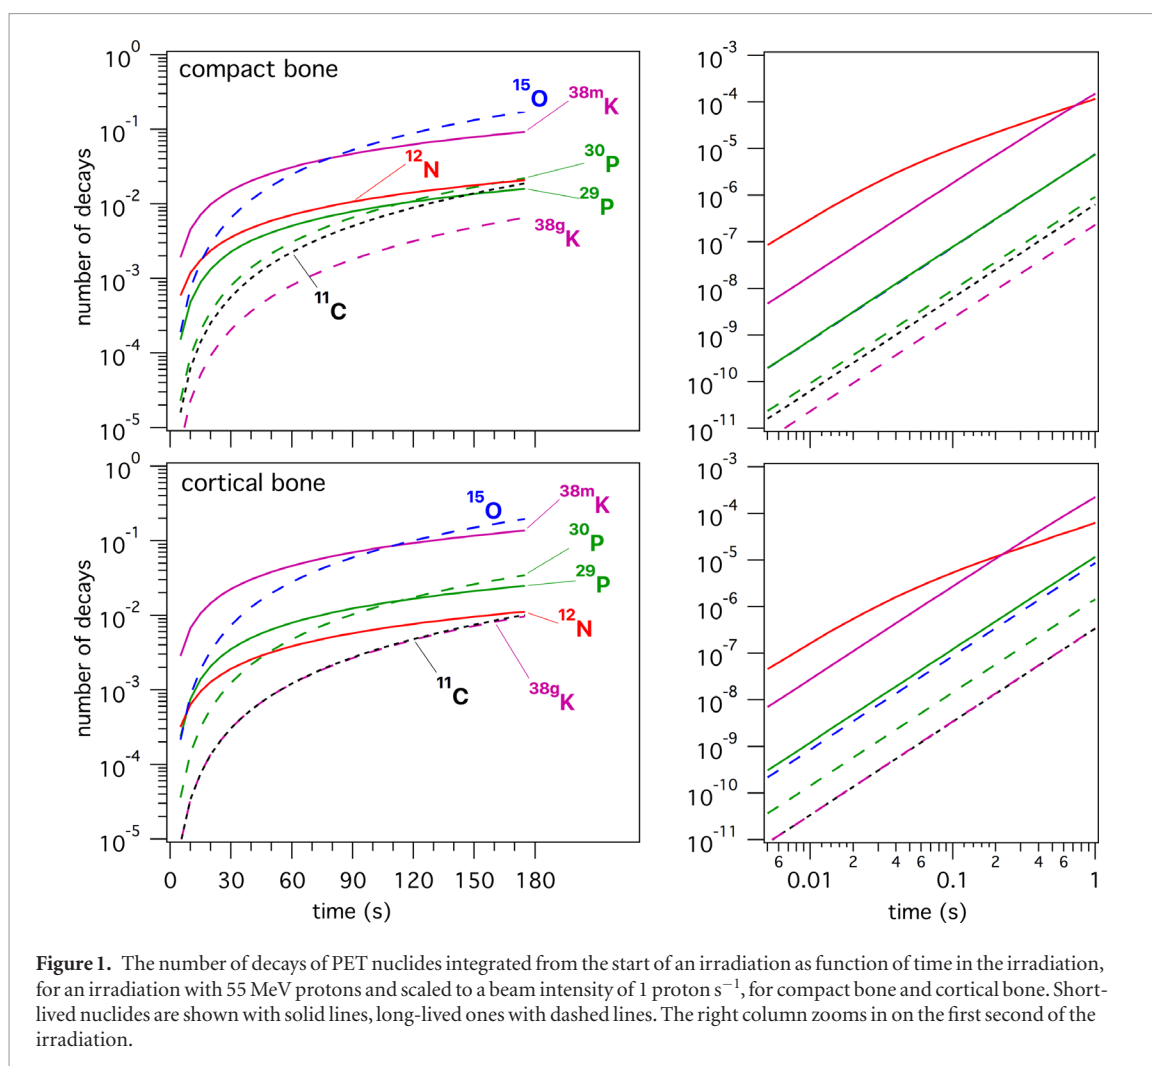 compact bone
number of decays
10^0
10^-1
10^-2
10^-3
10^-4
10^-5
^15O
^38mK
^12N
^30P
^29P
^38gK
^11C
0 30 60 90 120 150 180
10^-3
10^-4
10^-5
10^-6
10^-7
10^-8
10^-9
10^-10
10^-11
cortical bone
number of decays
10^0
10^-1
10^-2
10^-3
10^-4
10^-5
^15O
^38mK
^30P
^29P
^12N
^11C
^38gK
0 30 60 90 120 150 180
time (s)
10^-3
10^-4
10^-5
10^-6
10^-7
10^-8
10^-9
10^-10
10^-11
6 2 4 6 2 4 6
0.01 0.1 1
time (s)
Figure 1. The number of decays of PET nuclides integrated from the start of an irradiation as function of time in the irradiation,
for an irradiation with 55 MeV protons and scaled to a beam intensity of 1 proton s^−1, for compact bone and cortical bone. Short-
lived nuclides are shown with solid lines, long-lived ones with dashed lines. The right column zooms in on the first second of the
irradiation.